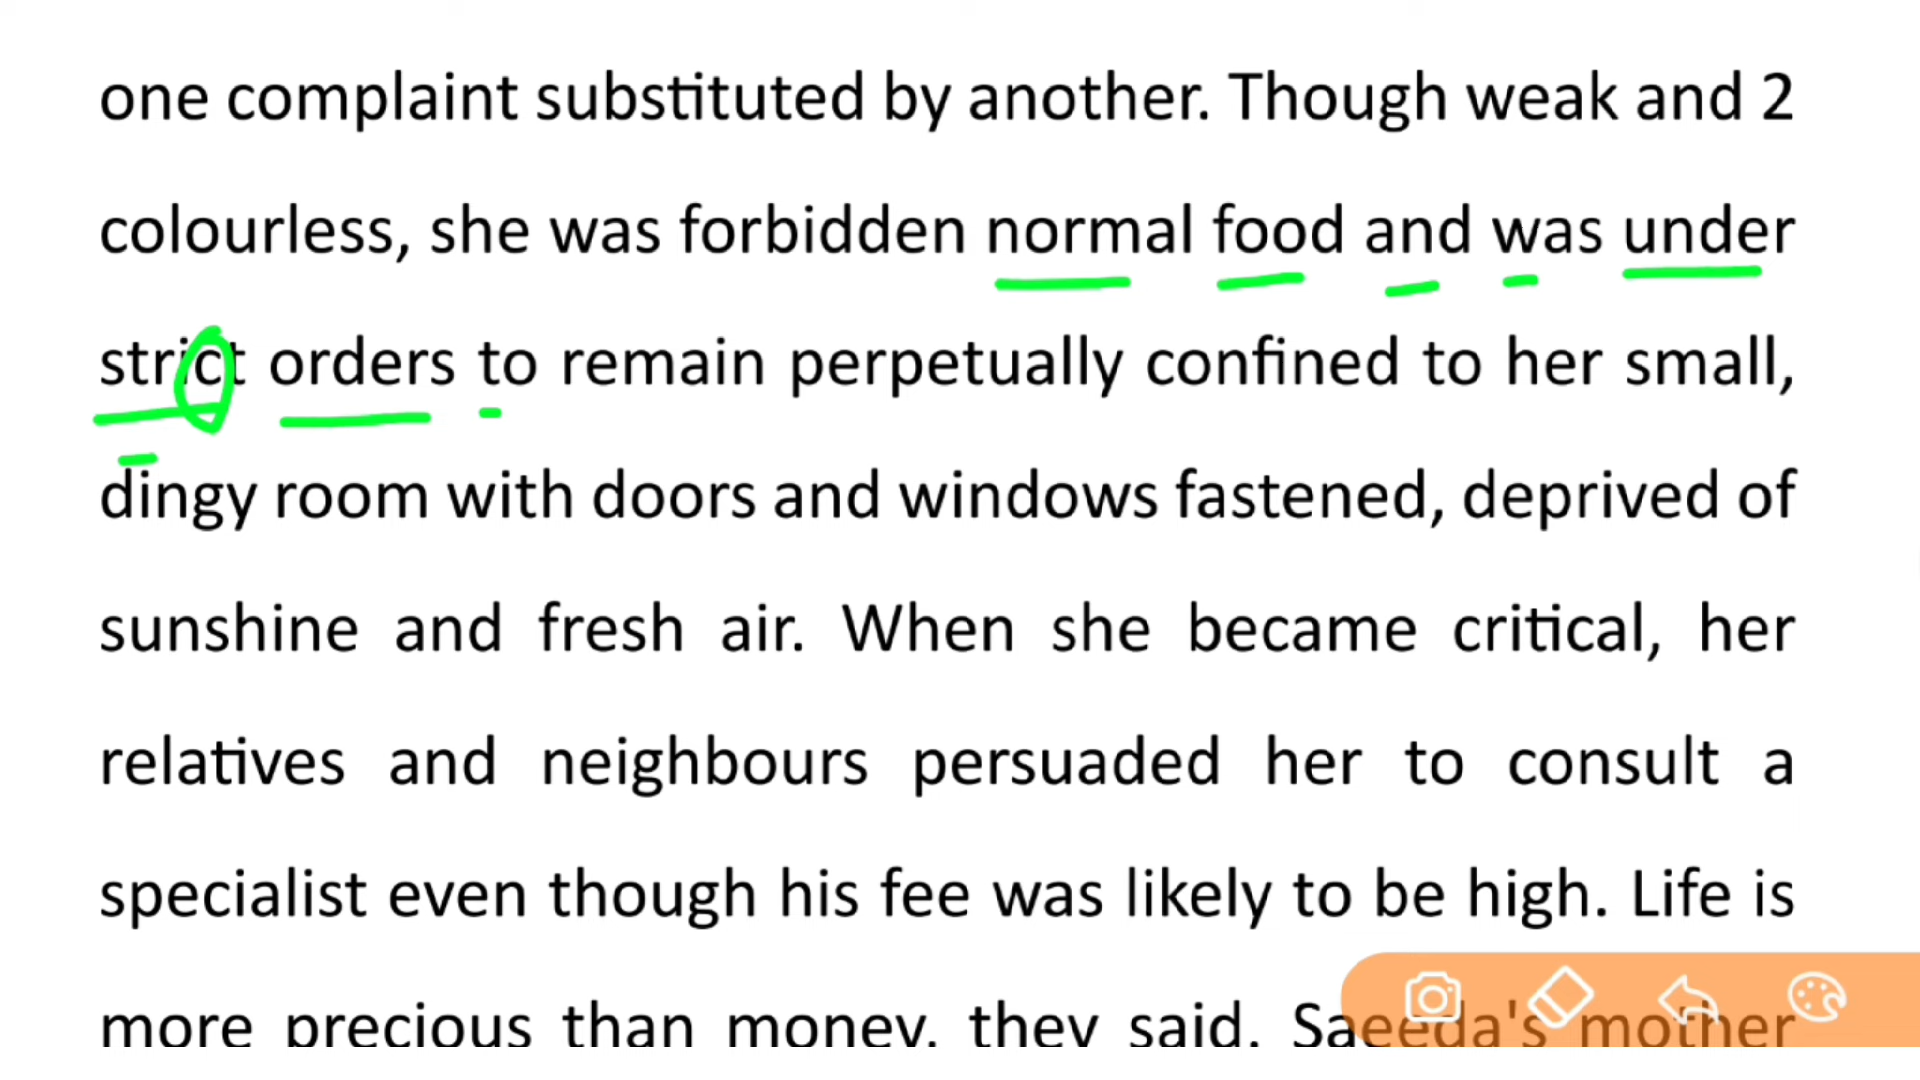 one complaint substituted by another. Though weak and 2
colourless, she was forbidden normal food and was under
strict orders to remain perpetually confined to her small,
dingy room with doors and windows fastened, deprived of
sunshine and fresh air. When she became critical, her
relatives and neighbours persuaded her to consult a
specialist even though his fee was likely to be high. Life is
more precious than money, they said. Saeeda's mother